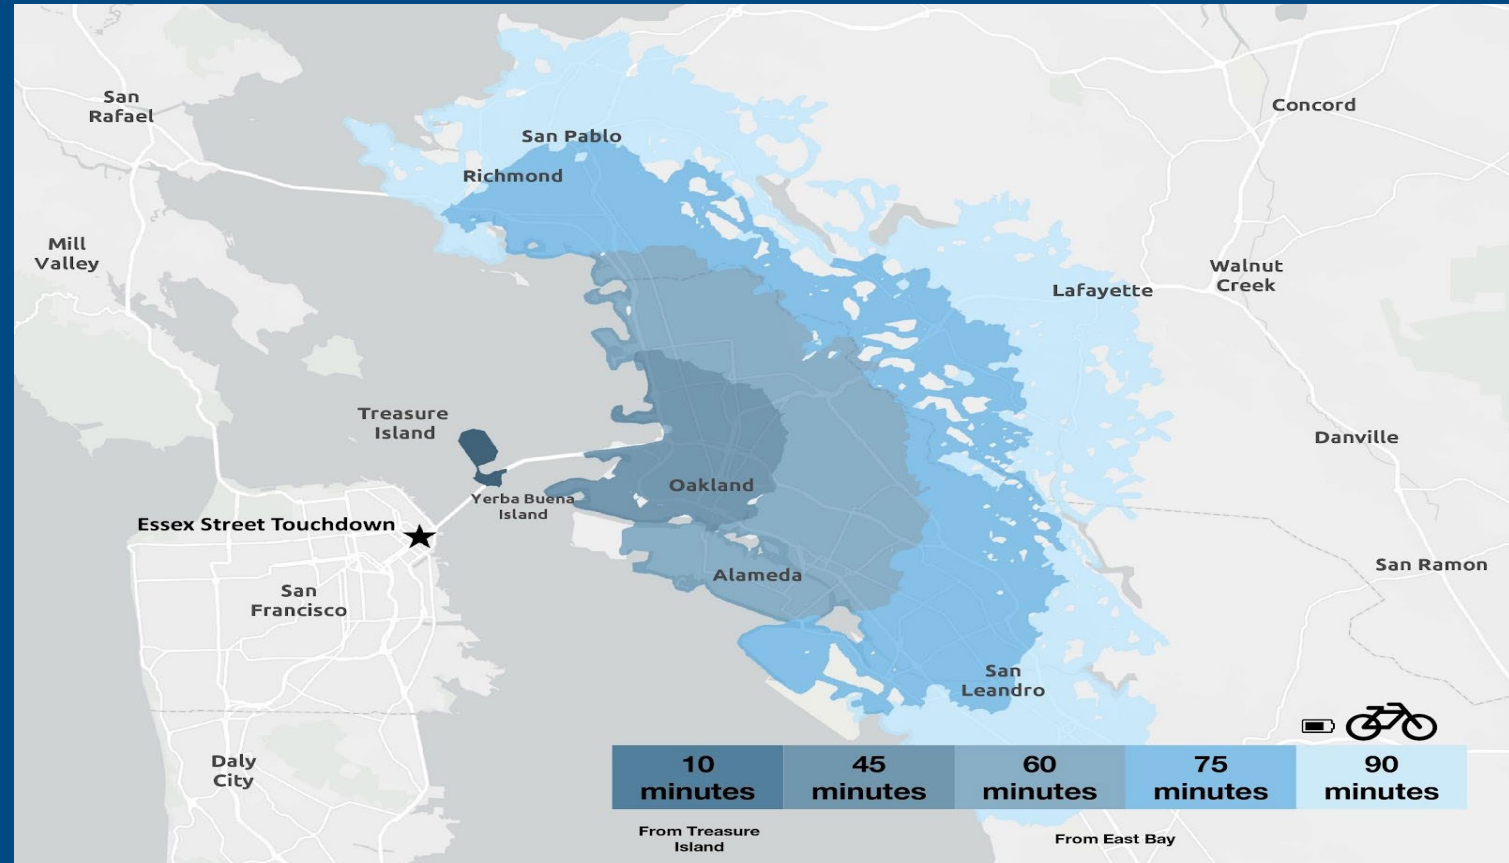 San
Rafael
Concord
San Pablo
Richmond
Mill
Valley
Walnut
Creek
Lafayette
Treasure
Island
Danville
Oakland
Yerba Buena
Island
Essex Street Touchdown
San Ramon
Alameda
San
Francisco
San
Leandro
Daly
City
10
minutes
45
minutes
60
minutes
75
minutes
90
minutes
From Treasure
Island
From East Bay